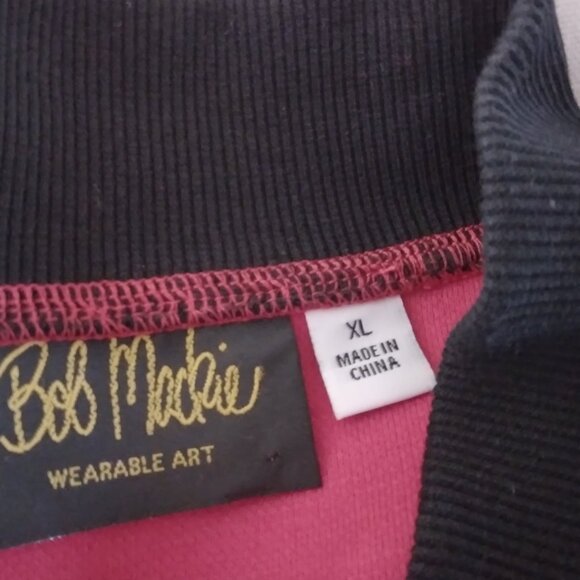 Bob Mackie
WEARABLE ART
XL
MADE IN
CHINA